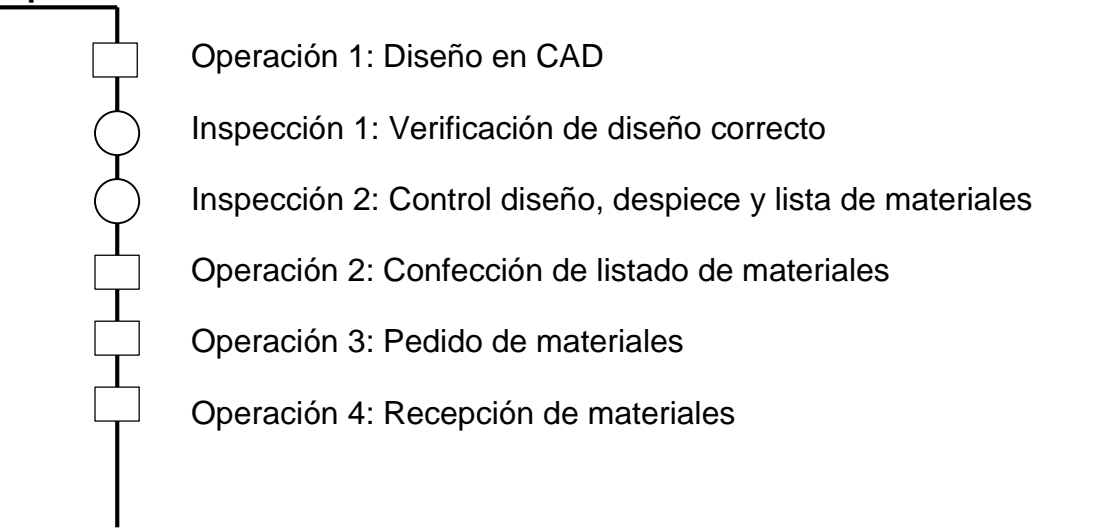 Operación 1: Diseño en CAD
Inspección 1: Verificación de diseño correcto
Inspección 2: Control diseño, despiece y lista de materiales
Operación 2: Confección de listado de materiales
Operación 3: Pedido de materiales
Operación 4: Recepción de materiales